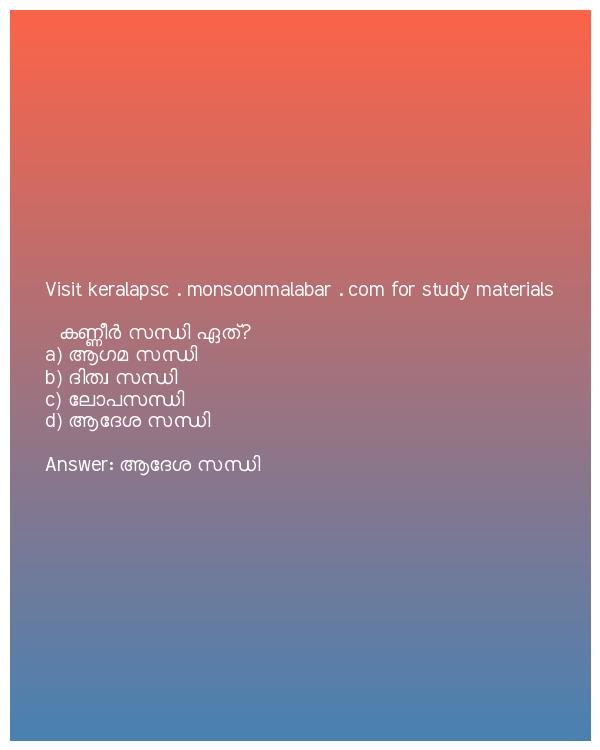 Visit keralapsc . monsoonmalabar . com for study materials
കണ്ണീർ സന്ധി ഏത്?
a) ആഗമ സന്ധി
b) ദിത്വ സന്ധി
c) ലോപസന്ധി
d) ആദേശ സന്ധി
Answer: ആദേശ സന്ധി